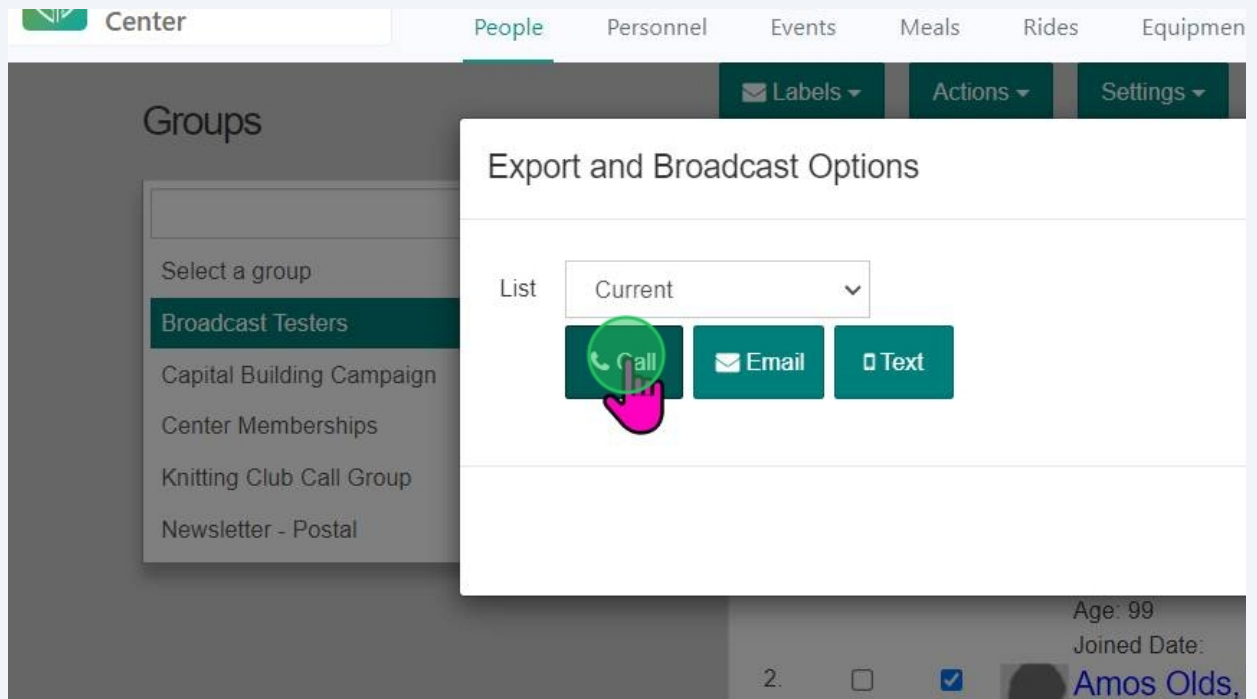 Center
People Personnel Events Meals Rides Equipmen
Labels Actions Settings
Groups
Export and Broadcast Options
Select a group
List Current
Broadcast Testers
Call Email Text
Capital Building Campaign
Center Memberships
Knitting Club Call Group
Newsletter - Postal
Age: 99
Joined Date:
2. Amos Olds,